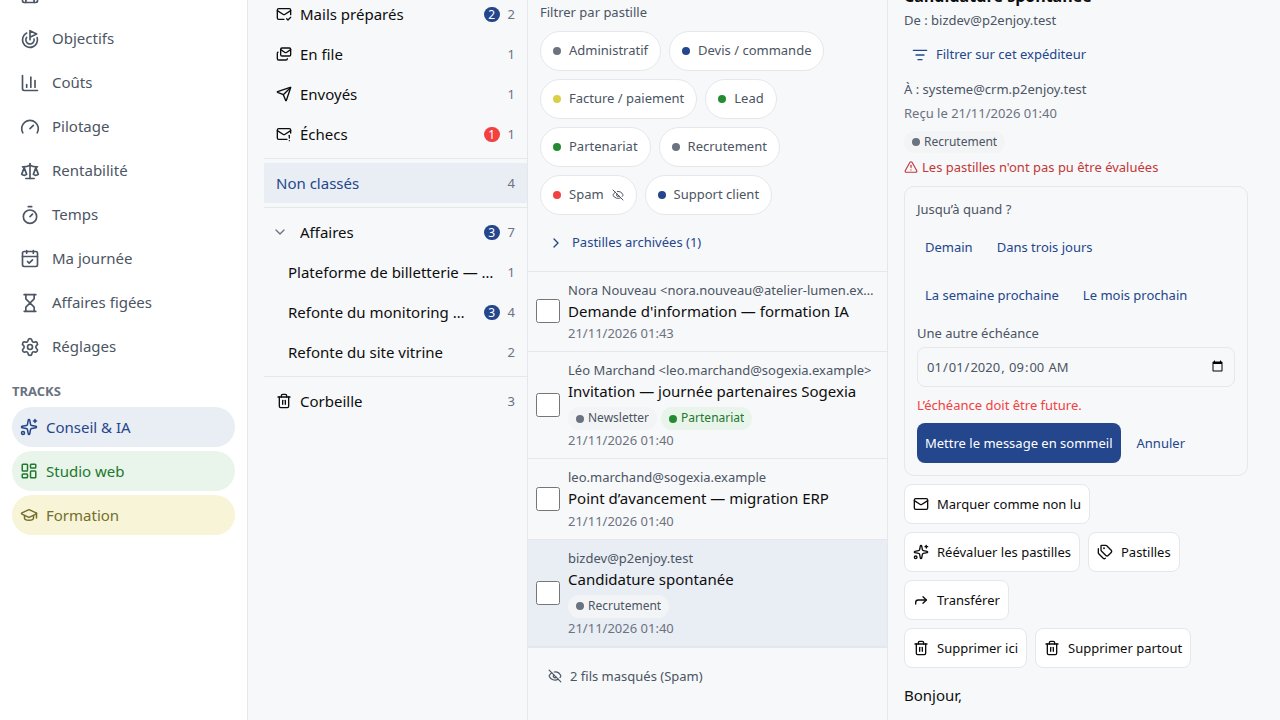 Objectifs
Coûts
Pilotage
Rentabilité
Temps
Ma journée
Affaires figées
Réglages
TRACKS
Conseil & IA
Studio web
Formation
Mails préparés 2 2
En file 1
Envoyés 1
Échecs 1 1
Non classés 4
Affaires 3 7
Plateforme de billetterie — ... 1
Refonte du monitoring ... 3 4
Refonte du site vitrine 2
Corbeille 3
Filtrer par pastille
Administratif Devis / commande
Facture / paiement Lead
Partenariat Recrutement
Spam Support client
Pastilles archivées (1)
Nora Nouveau <nora.nouveau@atelier-lumen.ex...
Demande d'information — formation IA
21/11/2026 01:43
Léo Marchand <leo.marchand@sogexia.example>
Invitation — journée partenaires Sogexia
Newsletter Partenariat
21/11/2026 01:40
leo.marchand@sogexia.example
Point d’avancement — migration ERP
21/11/2026 01:40
bizdev@p2enjoy.test
Candidature spontanée
Recrutement
21/11/2026 01:40
2 fils masqués (Spam)
De : bizdev@p2enjoy.test
Filtrer sur cet expéditeur
À : systeme@crm.p2enjoy.test
Reçu le 21/11/2026 01:40
Recrutement
Les pastilles n'ont pas pu être évaluées
Jusqu’à quand ?
Demain Dans trois jours
La semaine prochaine Le mois prochain
Une autre échéance
01/01/2020, 09:00 AM
L’échéance doit être future.
Mettre le message en sommeil Annuler
Marquer comme non lu
Réévaluer les pastilles Pastilles
Transférer
Supprimer ici Supprimer partout
Bonjour,